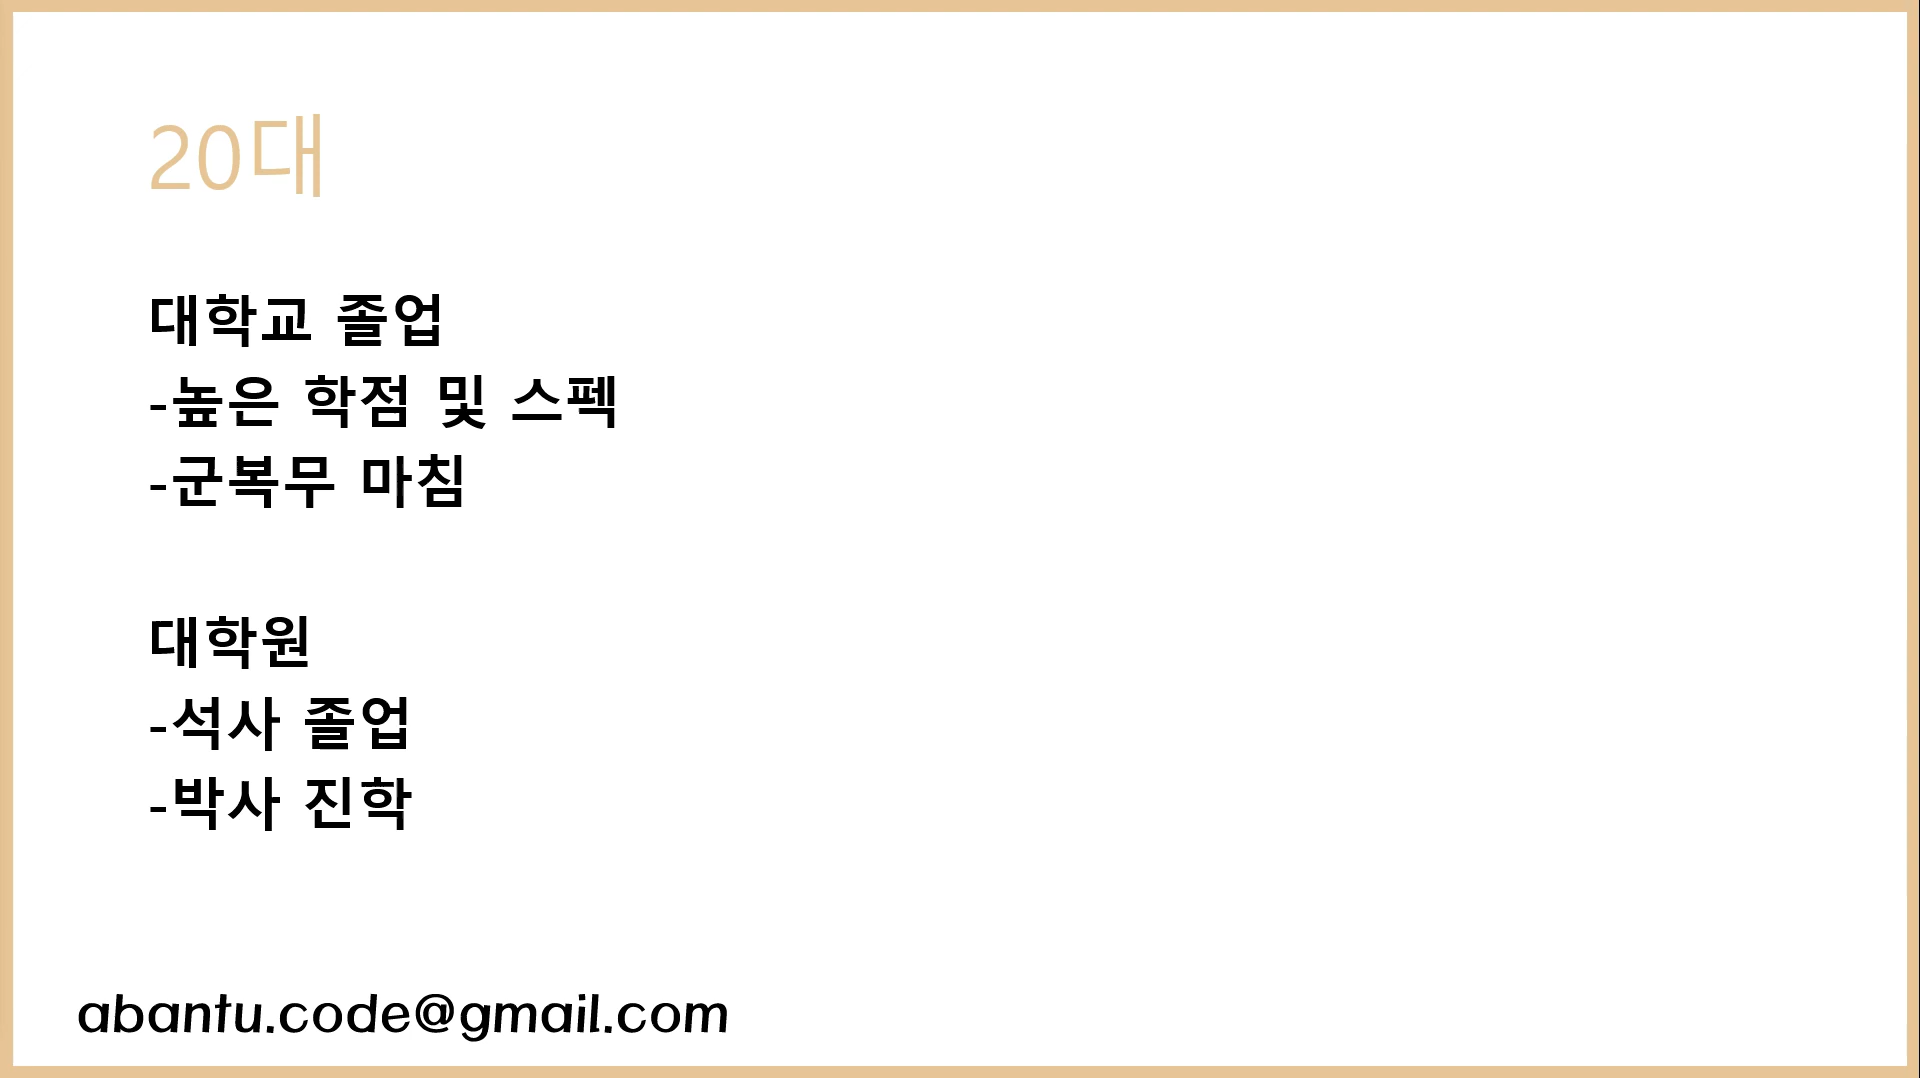 20대
대학교 졸업
-높은 학점 및 스펙
-군복무 마침
대학원
-석사 졸업
-박사 진학
abantu.code@gmail.com